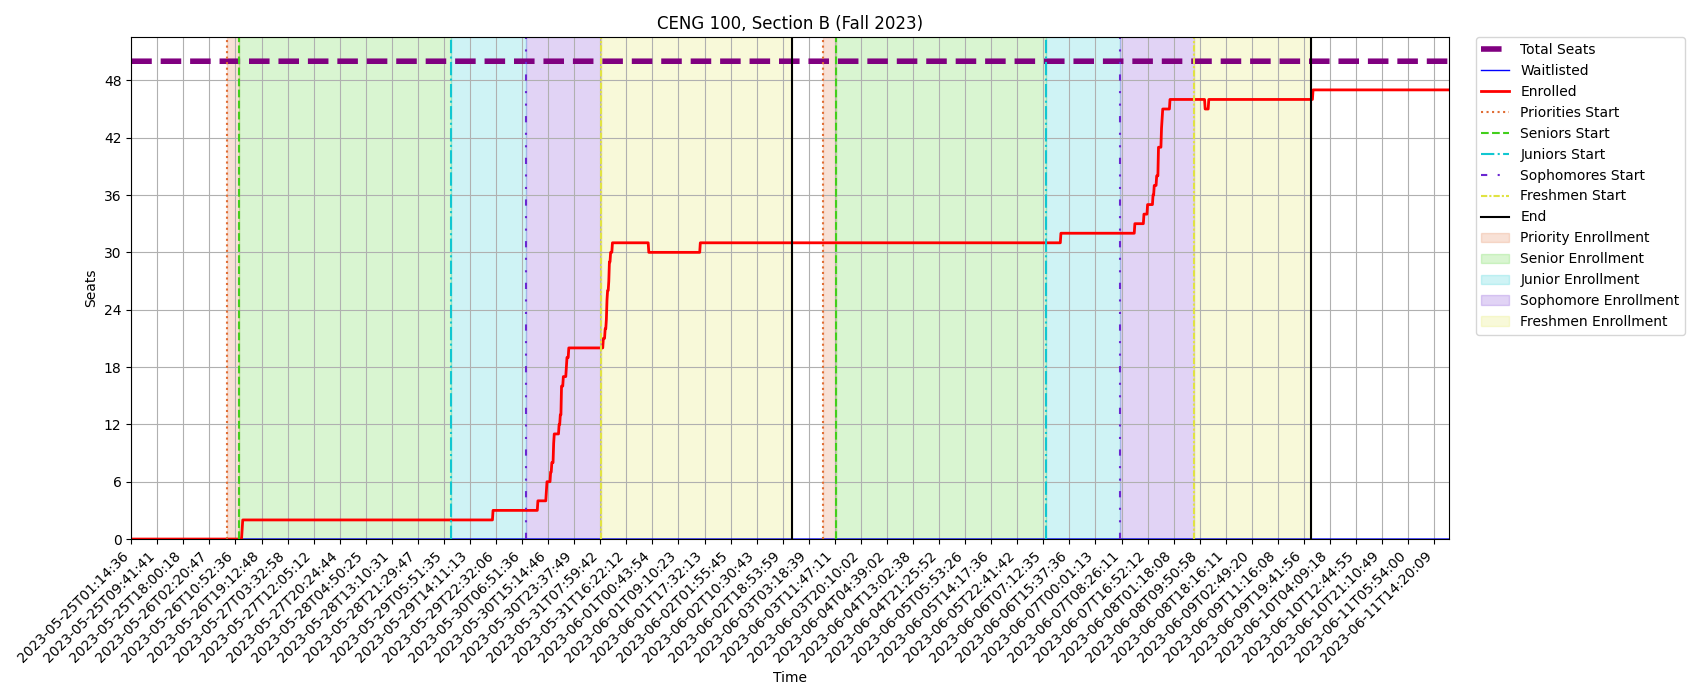 CENG 100, Section B (Fall 2023)
Seats
48
42
36
30
24
18
12
6
0
2023-05-25T01:14:36
2023-05-25T09:41:41
2023-05-25T18:00:18
2023-05-26T02:20:47
2023-05-26T10:52:36
2023-05-26T19:12:48
2023-05-27T03:32:58
2023-05-27T12:05:12
2023-05-27T20:24:44
2023-05-28T04:50:25
2023-05-28T13:10:31
2023-05-28T21:29:47
2023-05-29T05:51:35
2023-05-29T14:11:13
2023-05-29T22:32:06
2023-05-30T06:51:36
2023-05-30T15:14:46
2023-05-30T23:37:49
2023-05-31T07:59:42
2023-05-31T16:22:12
2023-06-01T00:43:54
2023-06-01T09:10:23
2023-06-01T17:32:13
2023-06-02T01:55:45
2023-06-02T10:30:43
2023-06-02T18:53:59
2023-06-03T03:18:39
2023-06-03T11:47:11
2023-06-03T20:10:02
2023-06-04T04:39:02
2023-06-04T13:02:38
2023-06-04T21:25:52
2023-06-05T05:53:26
2023-06-05T14:17:36
2023-06-05T22:41:42
2023-06-06T07:12:35
2023-06-06T15:37:36
2023-06-07T00:01:13
2023-06-07T08:26:11
2023-06-07T16:52:12
2023-06-08T01:18:08
2023-06-08T09:50:58
2023-06-08T18:16:11
2023-06-09T02:49:20
2023-06-09T11:16:08
2023-06-09T19:41:56
2023-06-10T04:09:18
2023-06-10T12:44:55
2023-06-10T21:10:49
2023-06-11T05:54:00
2023-06-11T14:20:09
Time
Total Seats
Waitlisted
Enrolled
Priorities Start
Seniors Start
Juniors Start
Sophomores Start
Freshmen Start
End
Priority Enrollment
Senior Enrollment
Junior Enrollment
Sophomore Enrollment
Freshmen Enrollment